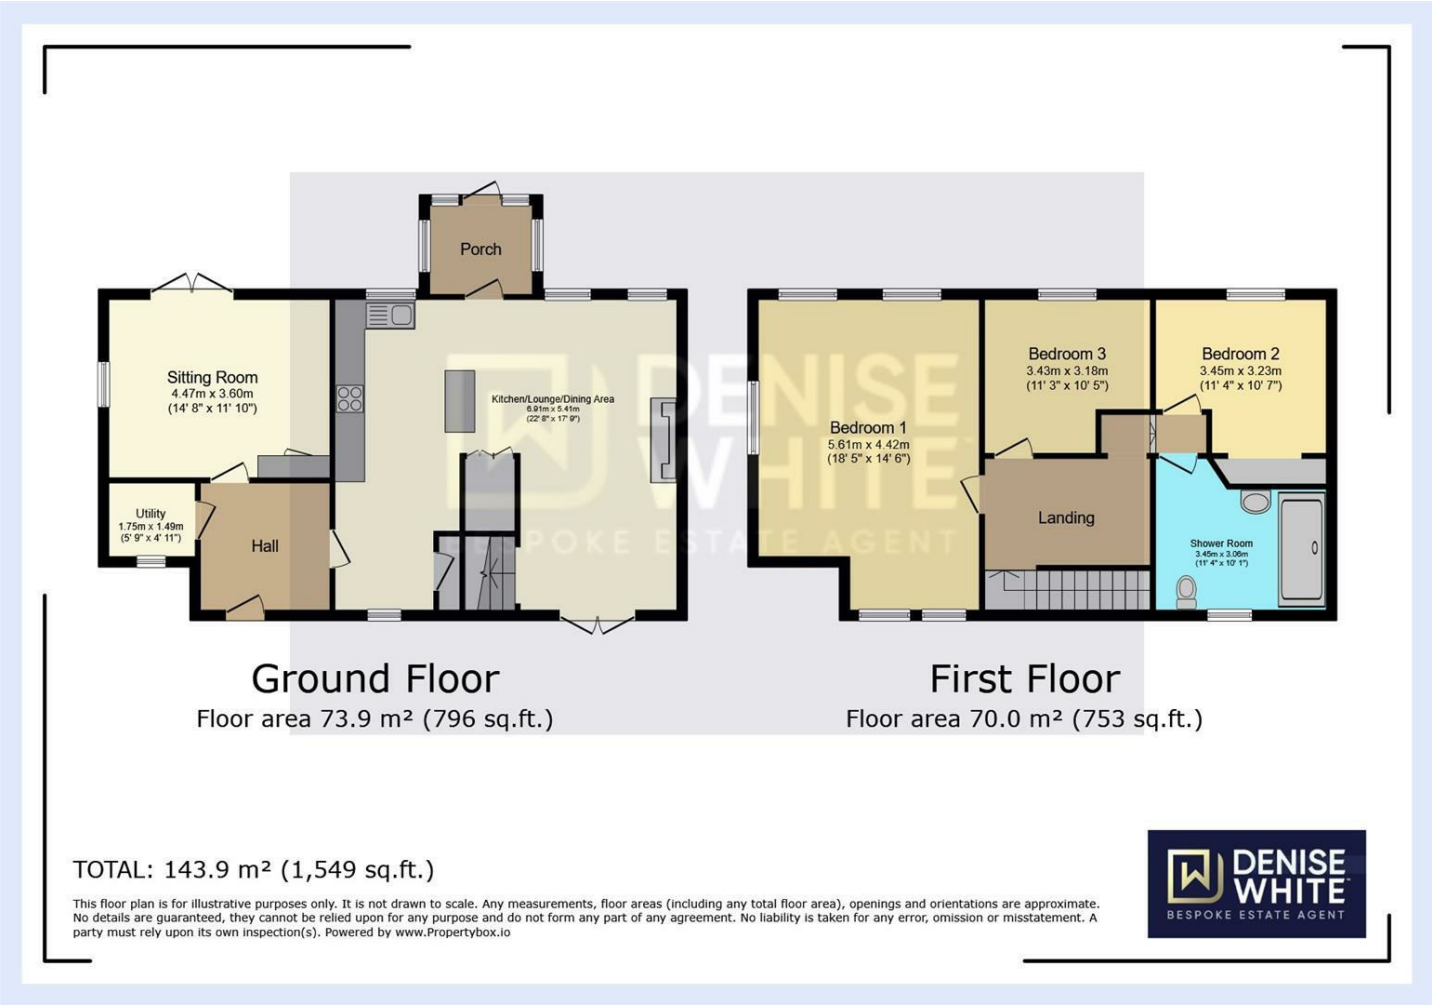 Porch
Sitting Room
4.47m x 3.60m
(14' 8" x 11' 10")
Kitchen/Lounge/Dining Area
6.91m x 5.41m
(22' 8" x 17' 9")
Utility
1.75m x 1.49m
(5' 9" x 4' 11")
Hall
Bedroom 1
5.61m x 4.42m
(18' 5" x 14' 6")
Bedroom 3
3.43m x 3.18m
(11' 3" x 10' 5")
Bedroom 2
3.45m x 3.23m
(11' 4" x 10' 7")
Landing
Shower Room
3.45m x 3.06m
(11' 4" x 10' 1")
DENISE
WHITE
BESPOKE ESTATE AGENT
Ground Floor
Floor area 73.9 m² (796 sq.ft.)
First Floor
Floor area 70.0 m² (753 sq.ft.)
TOTAL: 143.9 m² (1,549 sq.ft.)
This floor plan is for illustrative purposes only. It is not drawn to scale. Any measurements, floor areas (including any total floor area), openings and orientations are approximate.
No details are guaranteed, they cannot be relied upon for any purpose and do not form any part of any agreement. No liability is taken for any error, omission or misstatement. A
party must rely upon its own inspection(s). Powered by www.Propertybox.io
DENISE
WHITE™
BESPOKE ESTATE AGENT